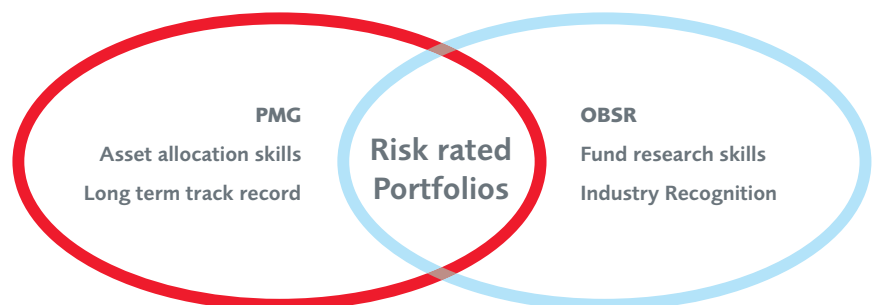 PMG
Asset allocation skills
Long term track record
Risk rated
Portfolios
OBSR
Fund research skills
Industry Recognition